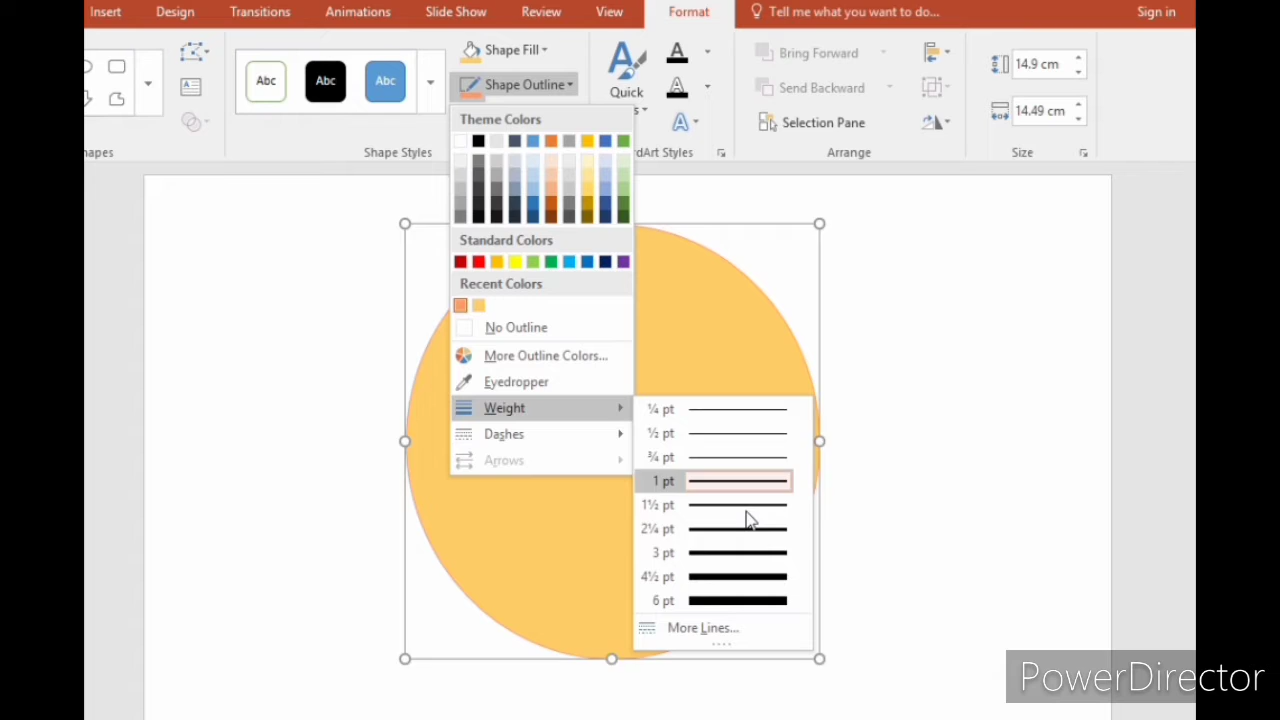 Insert Design Transitions Animations Slide Show Review View Format Tell me what you want to do... Sign in
Shape Fill
Shape Outline
Abc Abc Abc
Quick
Bring Forward
Send Backward
Selection Pane
14.9 cm
14.49 cm
hapes Shape Styles dArt Styles Arrange Size
Theme Colors
Standard Colors
Recent Colors
No Outline
More Outline Colors...
Eyedropper
Weight
Dashes
Arrows
¼ pt
½ pt
¾ pt
1 pt
1½ pt
2¼ pt
3 pt
4½ pt
6 pt
More Lines...
PowerDirector